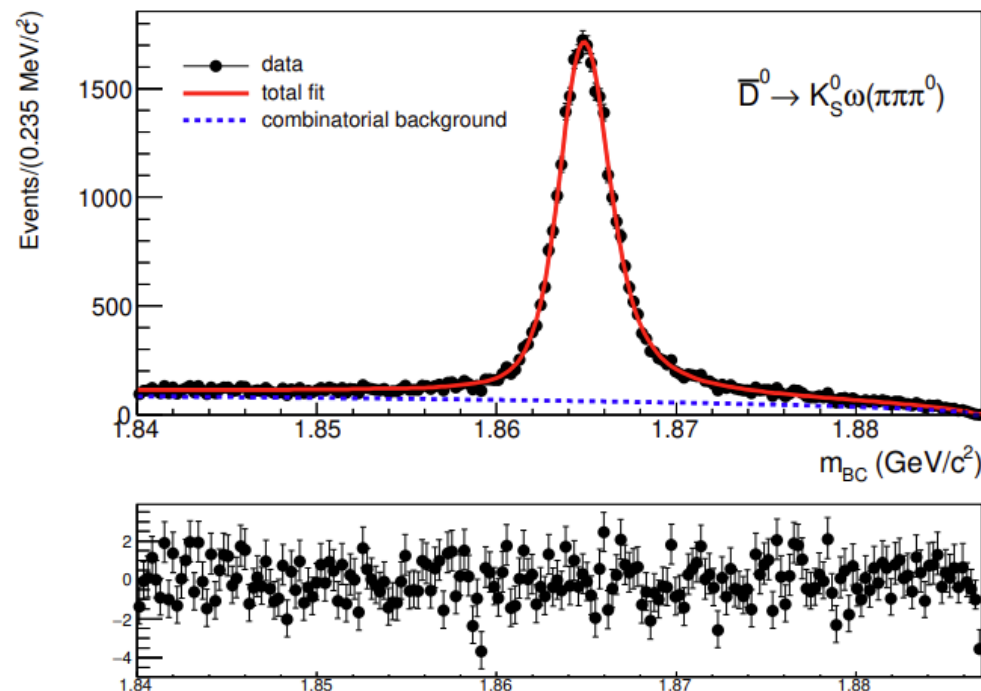 Events/(0.235 MeV/c²)
1500
1000
500
0
data
total fit
combinatorial background
D̅⁰ → K_S⁰ω(πππ⁰)
1.84 1.85 1.86 1.87 1.88
m_BC (GeV/c²)
2
0
−2
−4
1.84 1.85 1.86 1.87 1.88